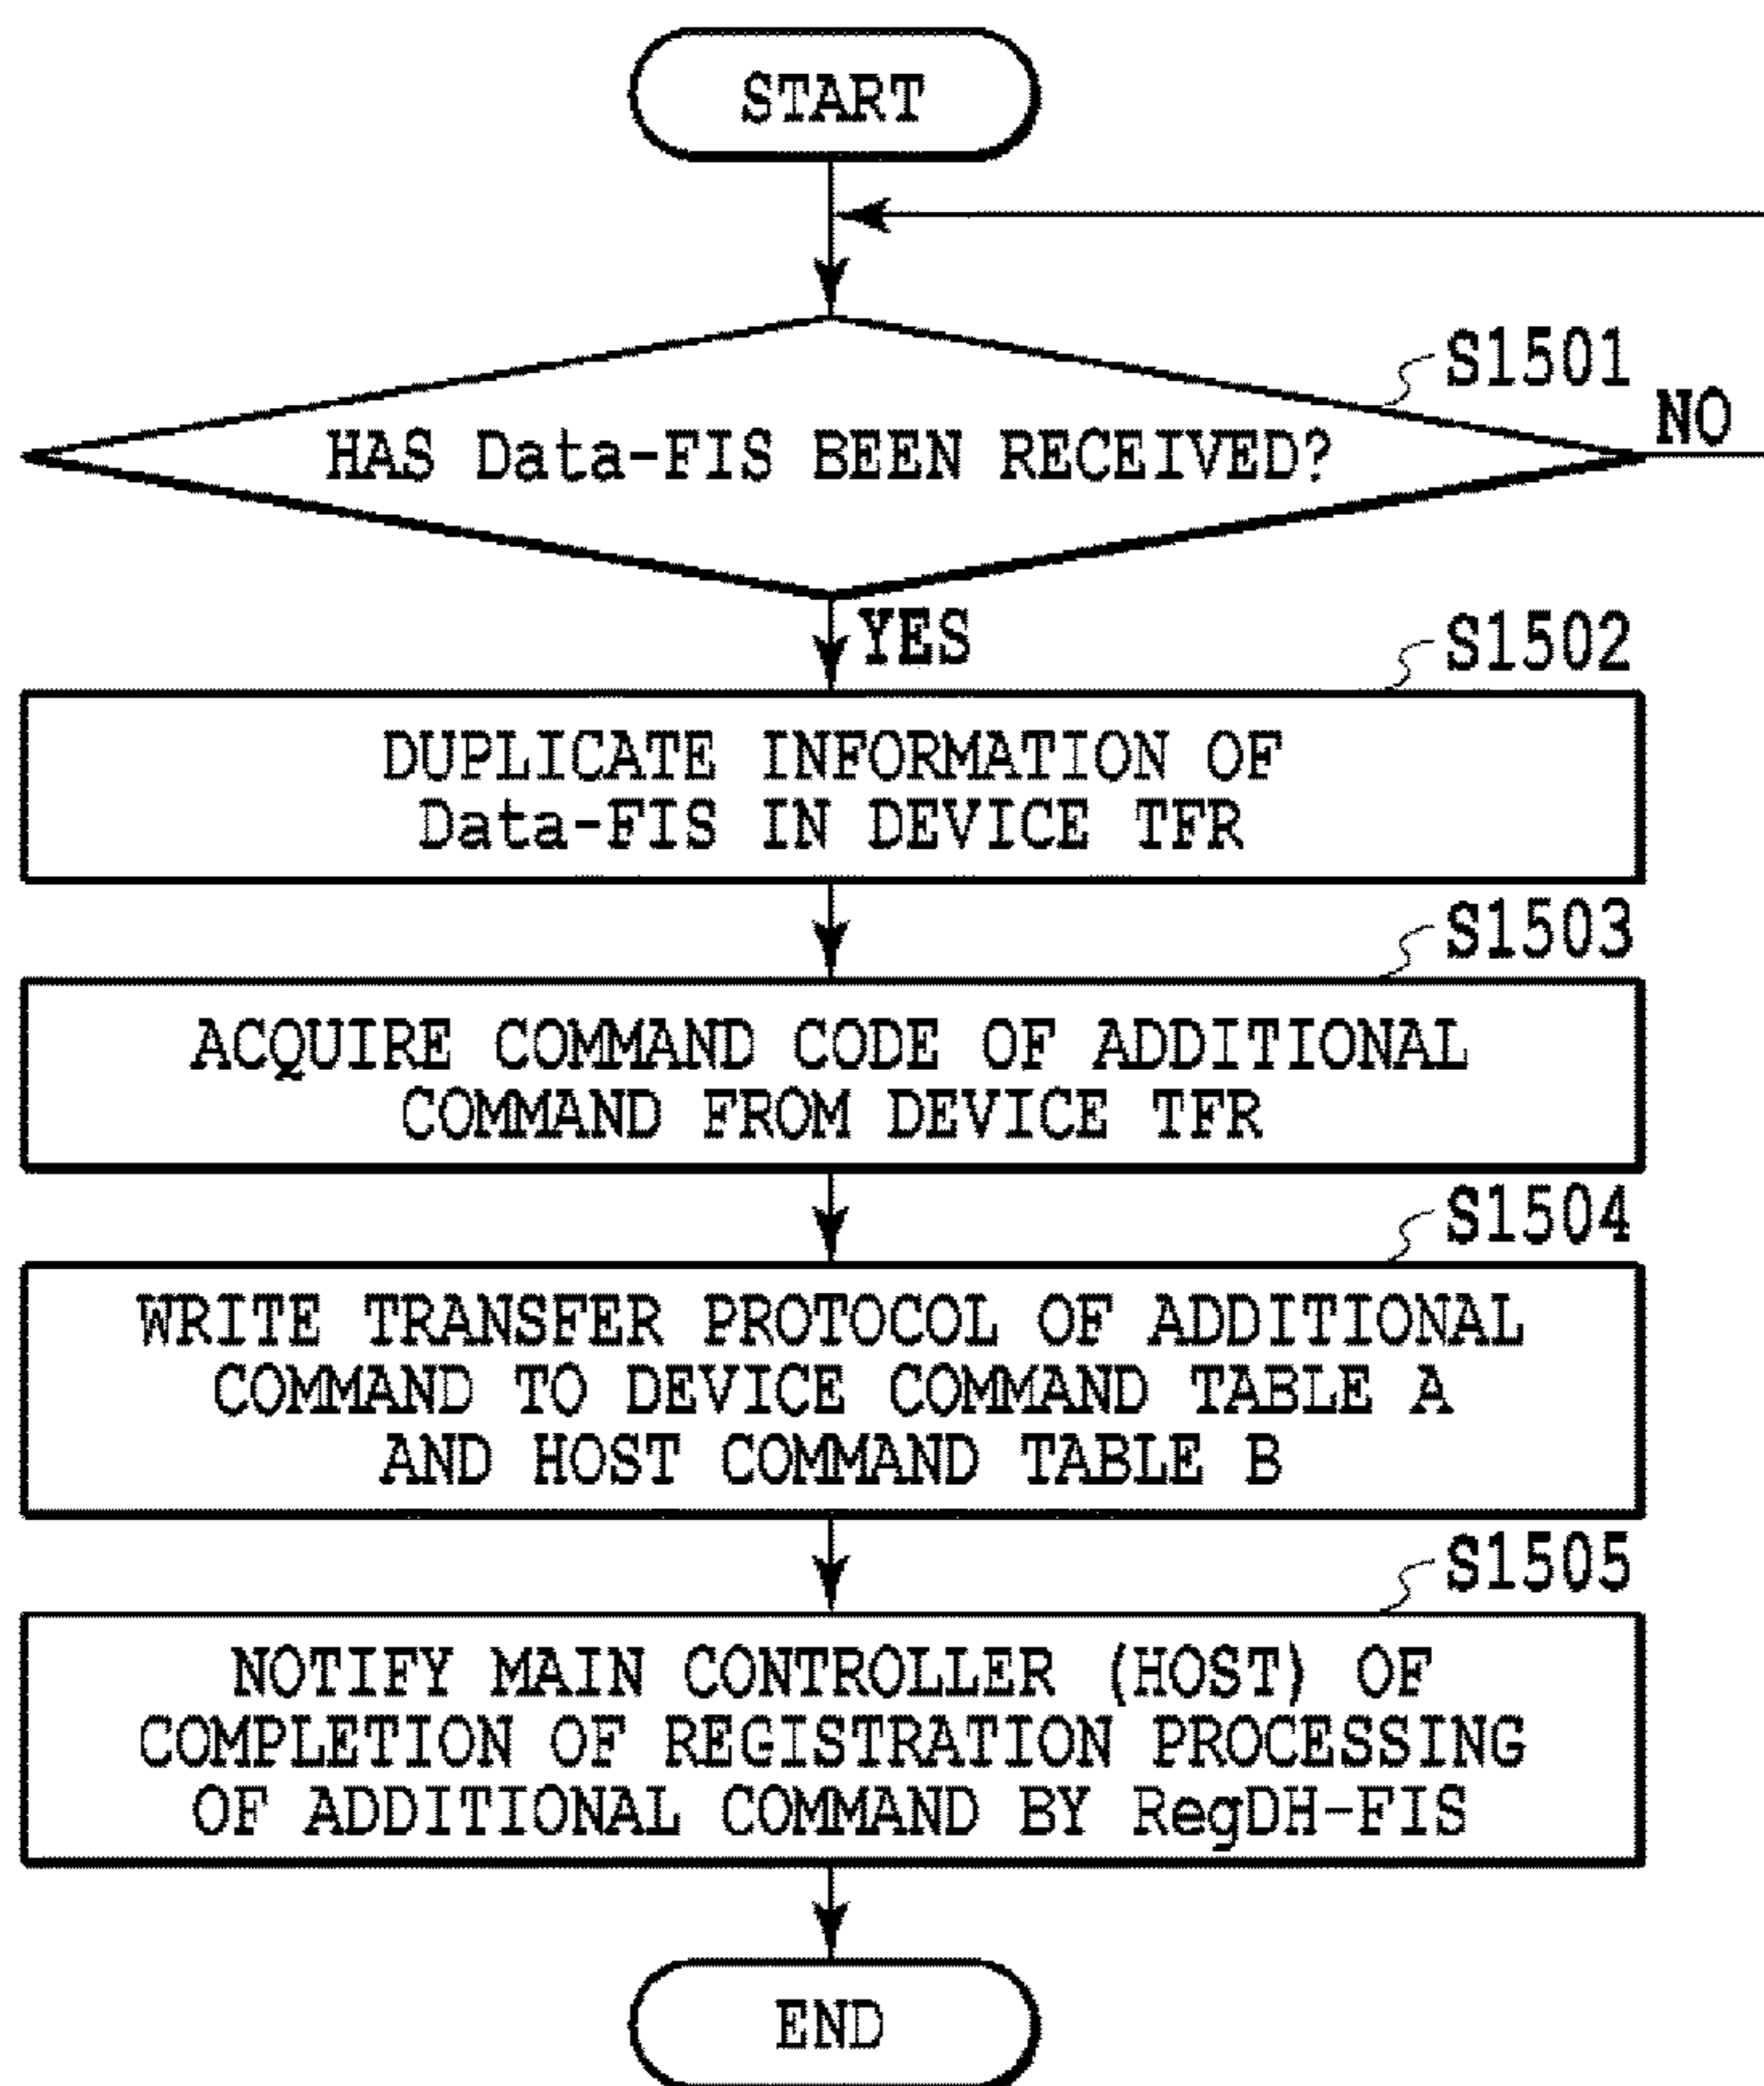 START
S1501
HAS Data-FIS BEEN RECEIVED?
NO
YES
S1502
DUPLICATE INFORMATION OF
Data-FIS IN DEVICE TFR
S1503
ACQUIRE COMMAND CODE OF ADDITIONAL
COMMAND FROM DEVICE TFR
S1504
WRITE TRANSFER PROTOCOL OF ADDITIONAL
COMMAND TO DEVICE COMMAND TABLE A
AND HOST COMMAND TABLE B
S1505
NOTIFY MAIN CONTROLLER (HOST) OF
COMPLETION OF REGISTRATION PROCESSING
OF ADDITIONAL COMMAND BY RegDH-FIS
END